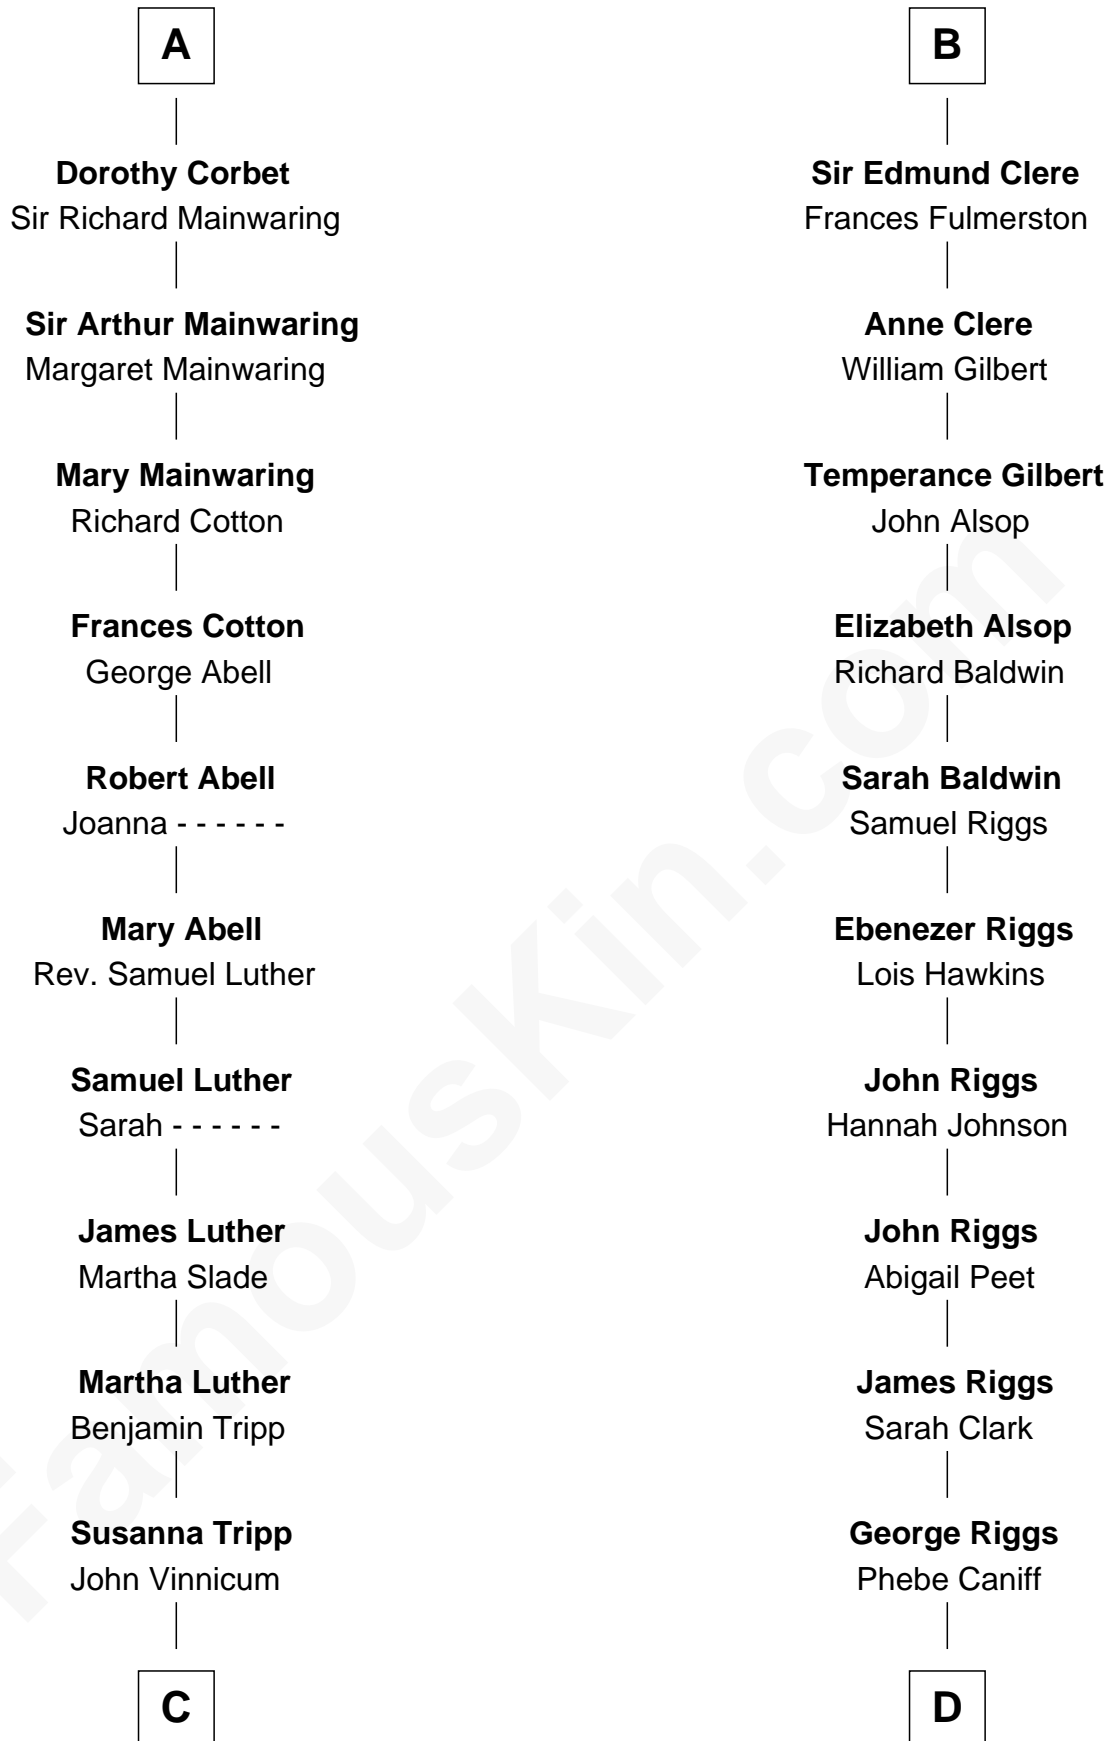 A
Dorothy Corbet
Sir Richard Mainwaring
Sir Arthur Mainwaring
Margaret Mainwaring
Mary Mainwaring
Richard Cotton
Frances Cotton
George Abell
Robert Abell
Joanna - - - - - -
Mary Abell
Rev. Samuel Luther
Samuel Luther
Sarah - - - - - -
James Luther
Martha Slade
Martha Luther
Benjamin Tripp
Susanna Tripp
John Vinnicum
C
B
Sir Edmund Clere
Frances Fulmerston
Anne Clere
William Gilbert
Temperance Gilbert
John Alsop
Elizabeth Alsop
Richard Baldwin
Sarah Baldwin
Samuel Riggs
Ebenezer Riggs
Lois Hawkins
John Riggs
Hannah Johnson
John Riggs
Abigail Peet
James Riggs
Sarah Clark
George Riggs
Phebe Caniff
D
FamousKin.com